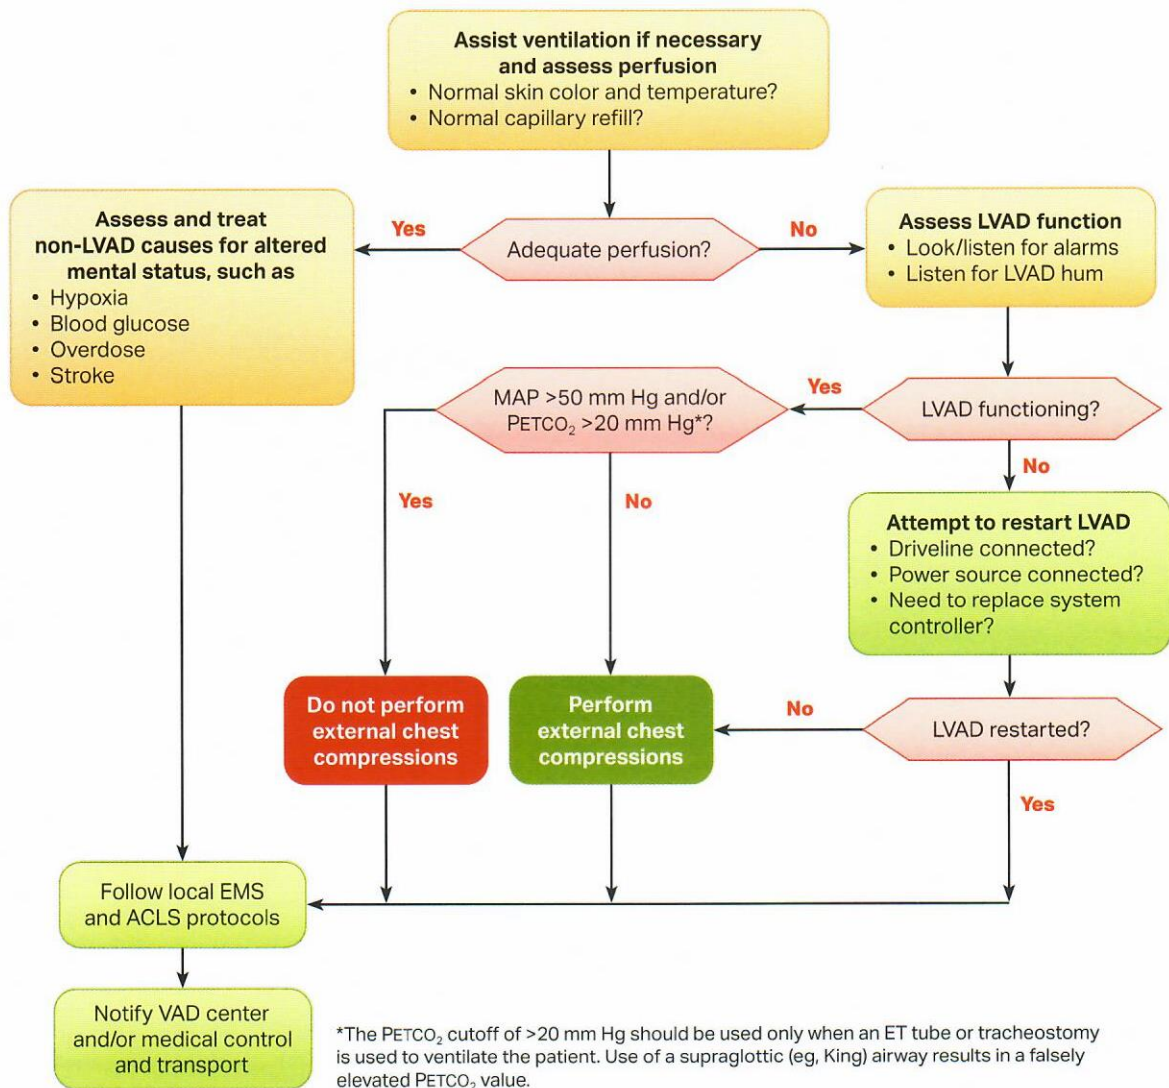 Assist ventilation if necessary
and assess perfusion
• Normal skin color and temperature?
• Normal capillary refill?
Adequate perfusion?
Yes
No
Assess and treat
non-LVAD causes for altered
mental status, such as
• Hypoxia
• Blood glucose
• Overdose
• Stroke
Assess LVAD function
• Look/listen for alarms
• Listen for LVAD hum
LVAD functioning?
Yes
No
MAP >50 mm Hg and/or
PETCO₂ >20 mm Hg*?
Yes
No
Attempt to restart LVAD
• Driveline connected?
• Power source connected?
• Need to replace system
controller?
LVAD restarted?
No
Yes
Do not perform
external chest
compressions
Perform
external chest
compressions
Follow local EMS
and ACLS protocols
Notify VAD center
and/or medical control
and transport
*The PETCO₂ cutoff of >20 mm Hg should be used only when an ET tube or tracheostomy
is used to ventilate the patient. Use of a supraglottic (eg, King) airway results in a falsely
elevated PETCO₂ value.